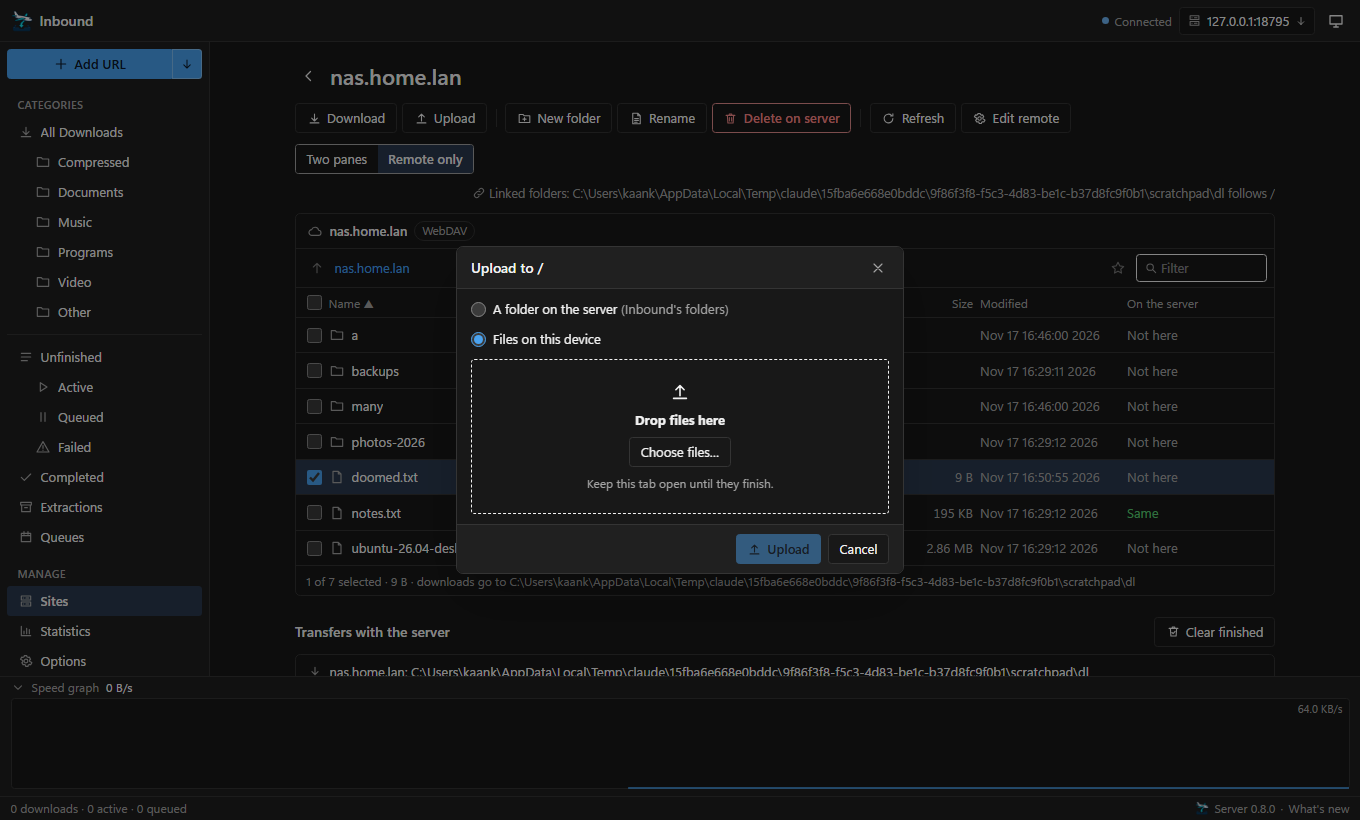 Inbound
Connected
127.0.0.1:18795
Add URL
CATEGORIES
All Downloads
Compressed
Documents
Music
Programs
Video
Other
Unfinished
Active
Queued
Failed
Completed
Extractions
Queues
MANAGE
Sites
Statistics
Options
nas.home.lan
Download
Upload
New folder
Rename
Delete on server
Refresh
Edit remote
Two panes
Remote only
Linked folders: C:\Users\kaank\AppData\Local\Temp\claude\15fba6e668e0bddc\9f86f3f8-f5c3-4d83-be1c-b37d8fc9f0b1\scratchpad\dl follows /
nas.home.lan WebDAV
nas.home.lan
Filter
Name Size Modified On the server
a Nov 17 16:46:00 2026 Not here
backups Nov 17 16:29:11 2026 Not here
many Nov 17 16:46:00 2026 Not here
photos-2026 Nov 17 16:29:12 2026 Not here
doomed.txt 9 B Nov 17 16:50:55 2026 Not here
notes.txt 195 KB Nov 17 16:29:12 2026 Same
ubuntu-26.04-des 2.86 MB Nov 17 16:29:12 2026 Not here
1 of 7 selected · 9 B · downloads go to C:\Users\kaank\AppData\Local\Temp\claude\15fba6e668e0bddc\9f86f3f8-f5c3-4d83-be1c-b37d8fc9f0b1\scratchpad\dl
Upload to /
A folder on the server (Inbound's folders)
Files on this device
Drop files here
Choose files...
Keep this tab open until they finish.
Upload
Cancel
Transfers with the server
Clear finished
nas.home.lan: C:\Users\kaank\AppData\Local\Temp\claude\15fba6e668e0bddc\9f86f3f8-f5c3-4d83-be1c-b37d8fc9f0b1\scratchpad\dl
Speed graph 0 B/s
64.0 KB/s
0 downloads · 0 active · 0 queued
Server 0.8.0 · What's new